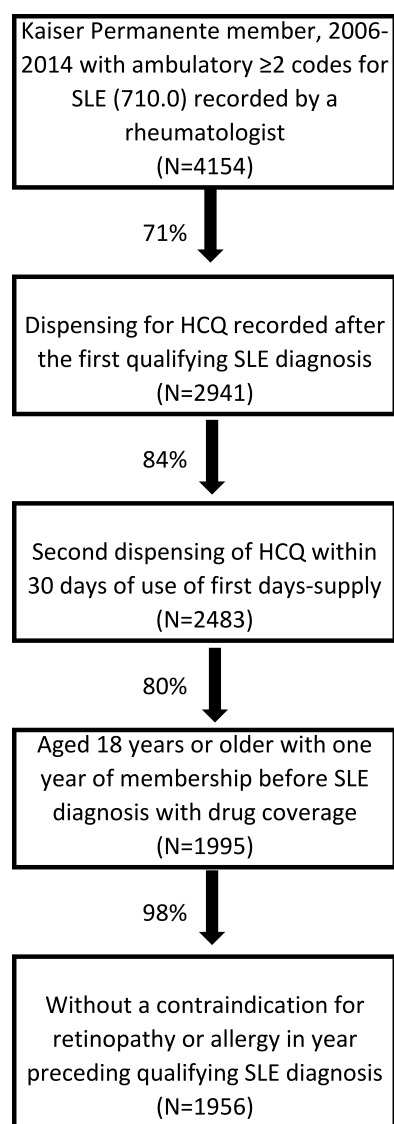 Kaiser Permanente member, 2006-
2014 with ambulatory ≥2 codes for
SLE (710.0) recorded by a
rheumatologist
(N=4154)
71%
Dispensing for HCQ recorded after
the first qualifying SLE diagnosis
(N=2941)
84%
Second dispensing of HCQ within
30 days of use of first days-supply
(N=2483)
80%
Aged 18 years or older with one
year of membership before SLE
diagnosis with drug coverage
(N=1995)
98%
Without a contraindication for
retinopathy or allergy in year
preceding qualifying SLE diagnosis
(N=1956)